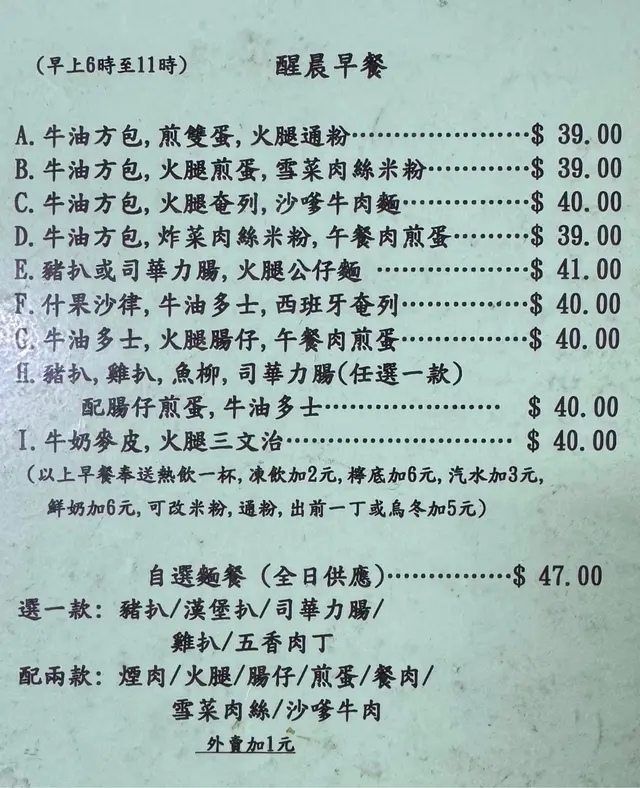 (早上6時至11時) 醒晨早餐
A. 牛油方包, 煎雙蛋, 火腿通粉·······················$ 39.00
B. 牛油方包, 火腿煎蛋, 雪菜肉絲米粉··············$ 39.00
C. 牛油方包, 火腿奄列, 沙嗲牛肉麵················$ 40.00
D. 牛油方包, 炸菜肉絲米粉, 午餐肉煎蛋··········$ 39.00
E. 豬扒或司華力腸, 火腿公仔麵 ····················$ 41.00
F. 什果沙律, 牛油多士, 西班牙奄列················$ 40.00
G. 牛油多士, 火腿腸仔, 午餐肉煎蛋················$ 40.00
H. 豬扒, 雞扒, 魚柳, 司華力腸(任選一款)
配腸仔煎蛋, 牛油多士······················· $ 40.00
I. 牛奶麥皮, 火腿三文治····························· $ 40.00
(以上早餐奉送熱飲一杯, 凍飲加2元, 檸底加6元, 汽水加3元,
鮮奶加6元, 可改米粉, 通粉, 出前一丁或烏冬加5元)
自選麵餐 (全日供應)················$ 47.00
選一款: 豬扒/漢堡扒/司華力腸/
雞扒/五香肉丁
配兩款: 煙肉/火腿/腸仔/煎蛋/餐肉/
雪菜肉絲/沙嗲牛肉
外賣加1元